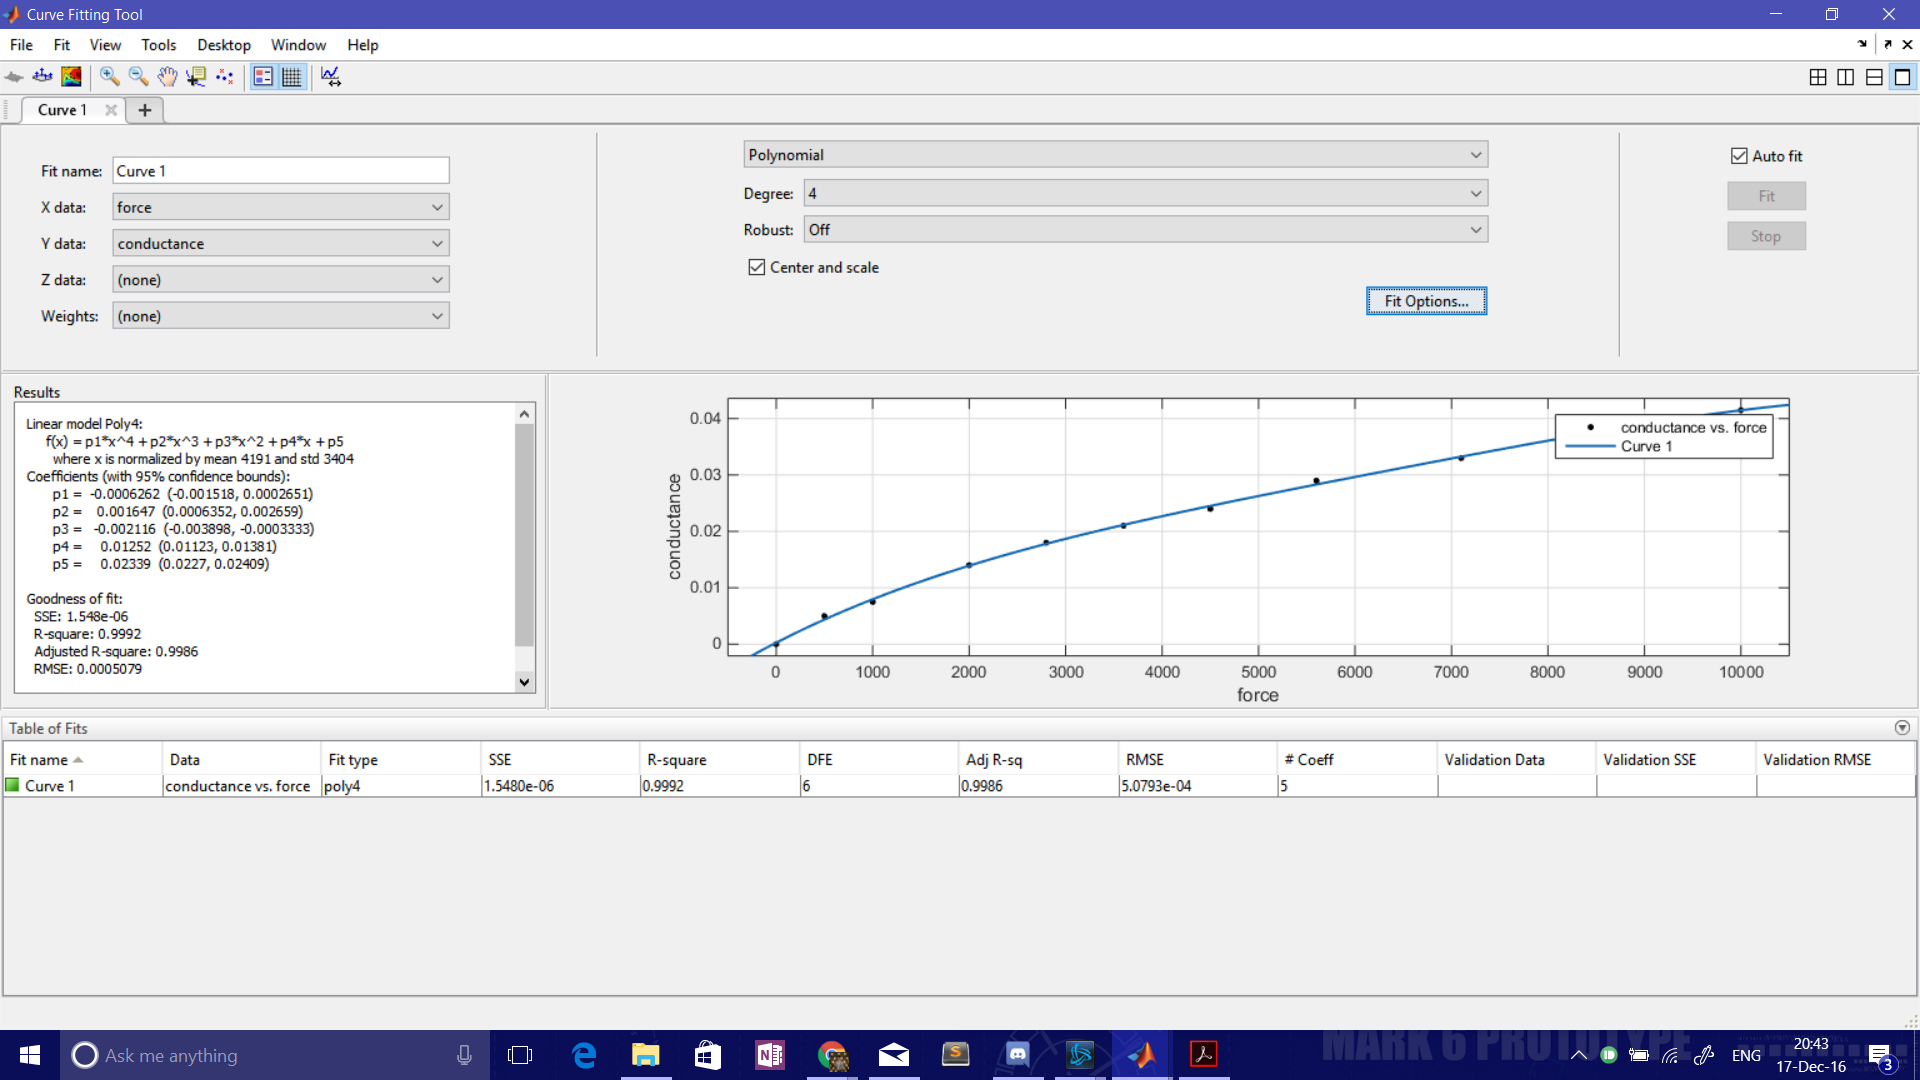 Curve Fitting Tool
File Fit View Tools Desktop Window Help
Curve 1
Fit name: Curve 1
X data: force
Y data: conductance
Z data: (none)
Weights: (none)
Polynomial
Degree: 4
Robust: Off
Center and scale
Fit Options...
Auto fit
Fit
Stop
Results
Linear model Poly4:
f(x) = p1*x^4 + p2*x^3 + p3*x^2 + p4*x + p5
where x is normalized by mean 4191 and std 3404
Coefficients (with 95% confidence bounds):
p1 = -0.0006262 (-0.001518, 0.0002651)
p2 = 0.001647 (0.0006352, 0.002659)
p3 = -0.002116 (-0.003898, -0.0003333)
p4 = 0.01252 (0.01123, 0.01381)
p5 = 0.02339 (0.0227, 0.02409)
Goodness of fit:
SSE: 1.548e-06
R-square: 0.9992
Adjusted R-square: 0.9986
RMSE: 0.0005079
conductance
0.04
0.03
0.02
0.01
0
0 1000 2000 3000 4000 5000 6000 7000 8000 9000 10000
force
conductance vs. force
Curve 1
Table of Fits
Fit name Data Fit type SSE R-square DFE Adj R-sq RMSE # Coeff Validation Data Validation SSE Validation RMSE
Curve 1 conductance vs. force poly4 1.5480e-06 0.9992 6 0.9986 5.0793e-04 5
MARK 6 PROTOTYPE
Ask me anything
ENG
20:43
17-Dec-16
3